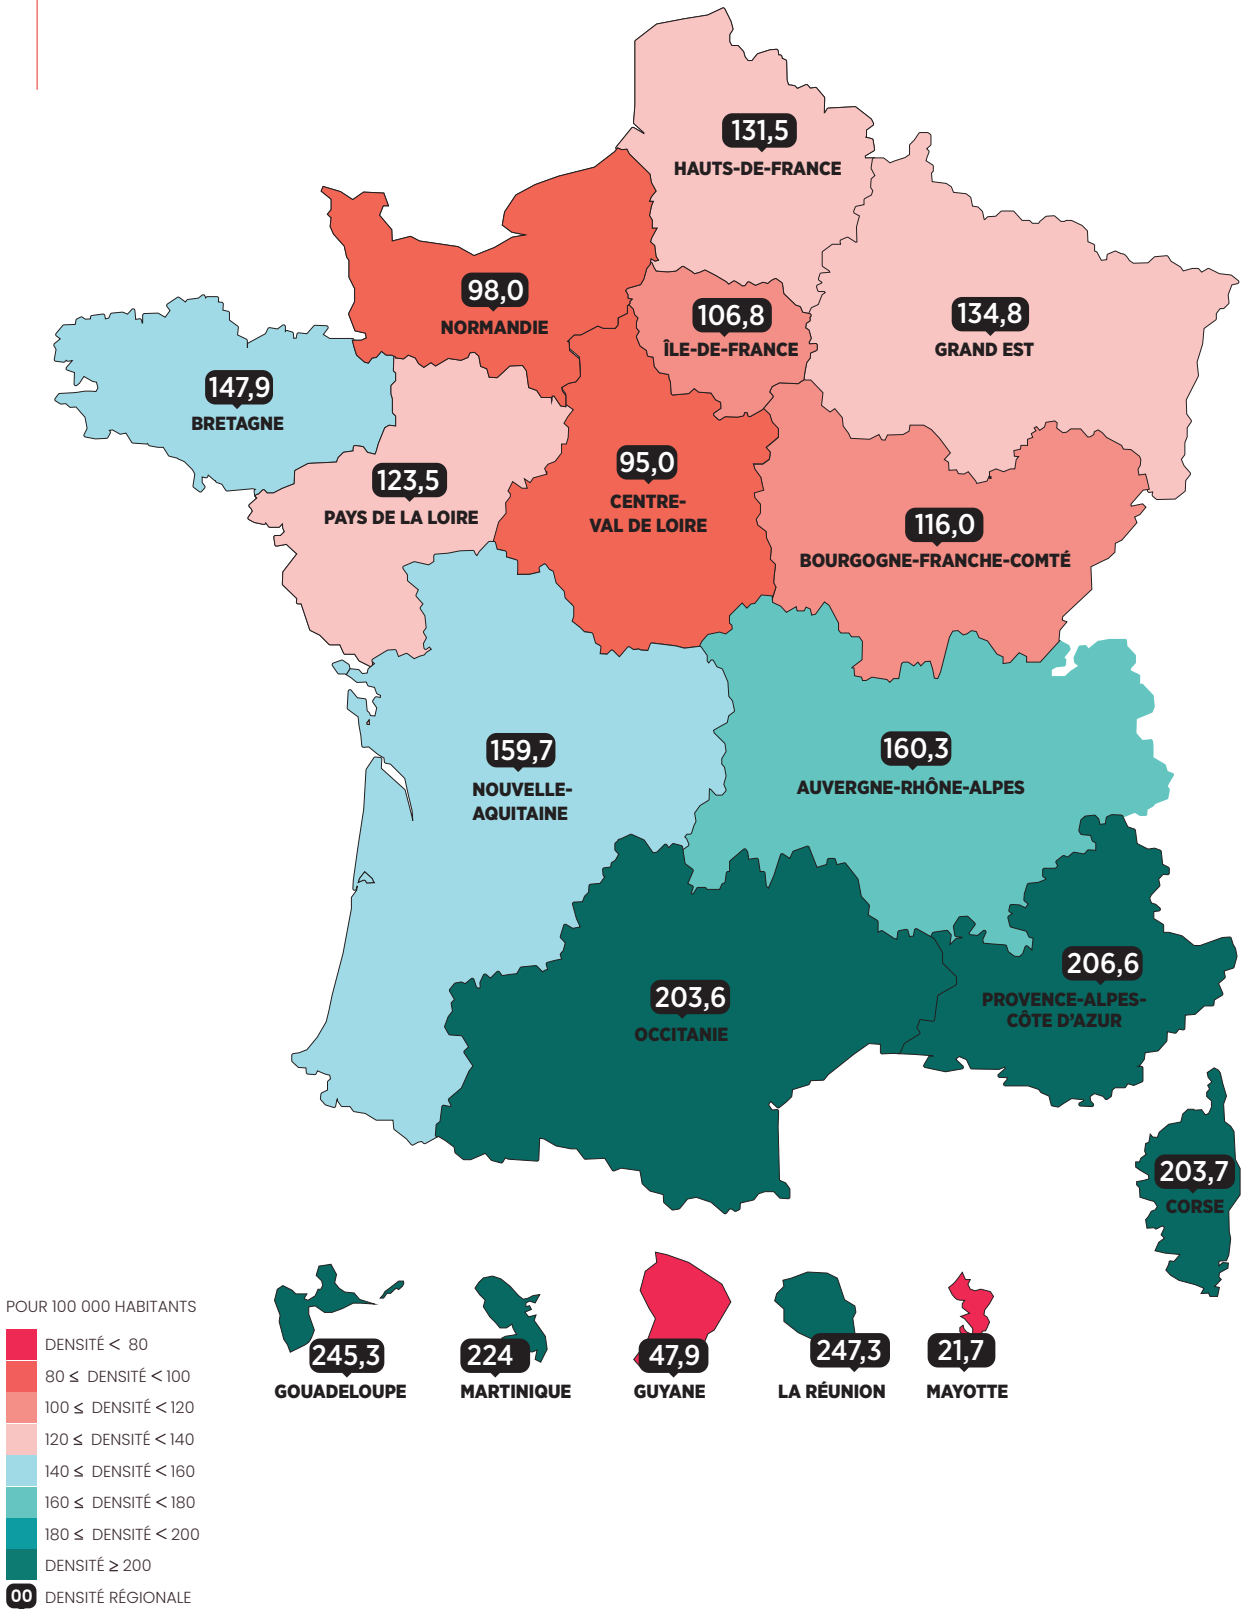 131,5
HAUTS-DE-FRANCE
98,0
NORMANDIE
106,8
ÎLE-DE-FRANCE
134,8
GRAND EST
147,9
BRETAGNE
123,5
PAYS DE LA LOIRE
95,0
CENTRE-
VAL DE LOIRE
116,0
BOURGOGNE-FRANCHE-COMTÉ
159,7
NOUVELLE-
AQUITAINE
160,3
AUVERGNE-RHÔNE-ALPES
203,6
OCCITANIE
206,6
PROVENCE-ALPES-
CÔTE D'AZUR
203,7
CORSE
245,3
GOUADELOUPE
224
MARTINIQUE
47,9
GUYANE
247,3
LA RÉUNION
21,7
MAYOTTE
POUR 100 000 HABITANTS
DENSITÉ < 80
80 ≤ DENSITÉ < 100
100 ≤ DENSITÉ < 120
120 ≤ DENSITÉ < 140
140 ≤ DENSITÉ < 160
160 ≤ DENSITÉ < 180
180 ≤ DENSITÉ < 200
DENSITÉ ≥ 200
00 DENSITÉ RÉGIONALE